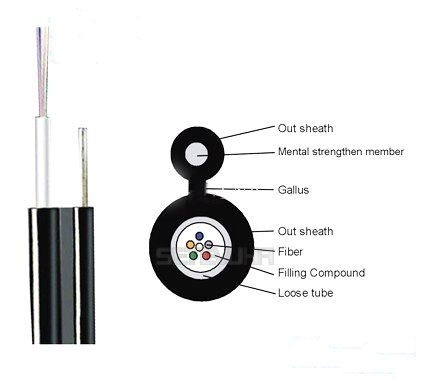 Out sheath
Mental strengthen member
Gallus
Out sheath
Fiber
Filling Compound
Loose tube